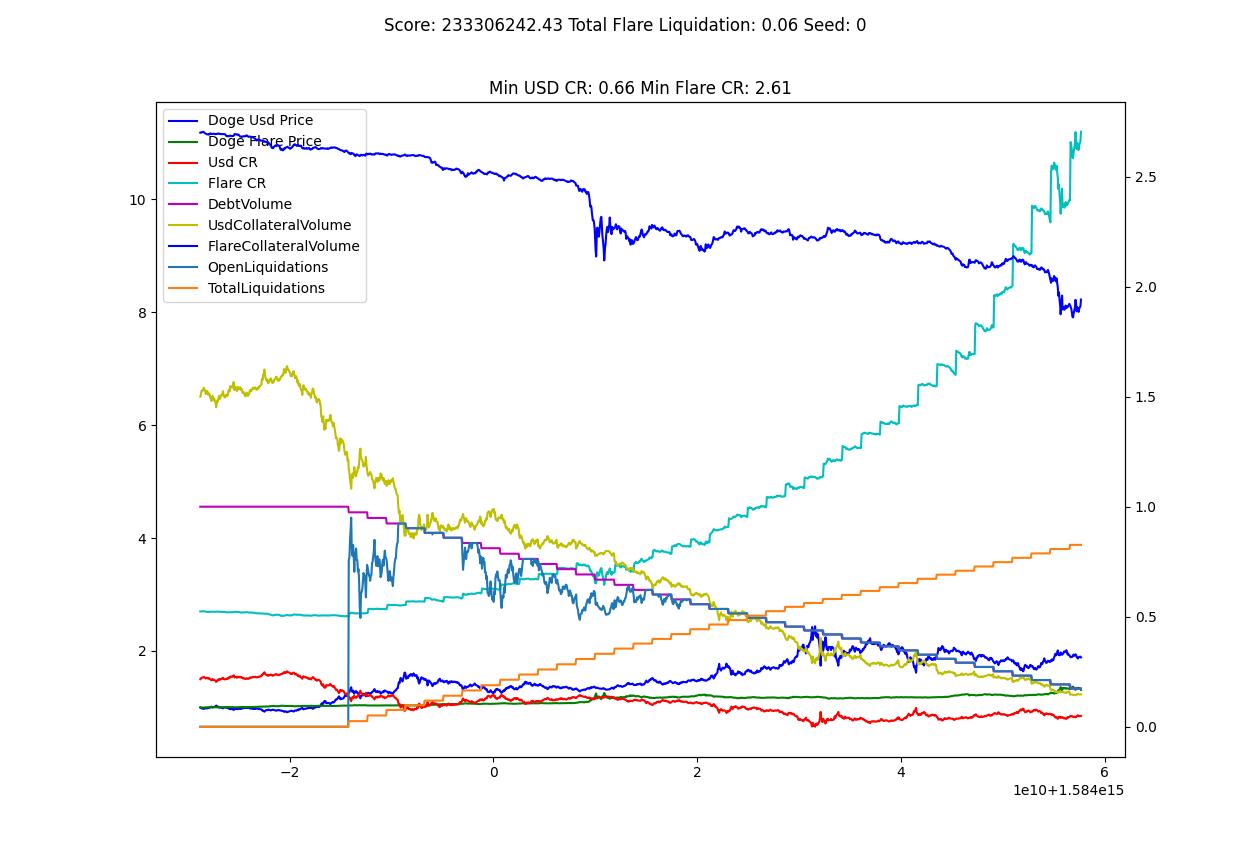 Score: 233306242.43 Total Flare Liquidation: 0.06 Seed: 0
Min USD CR: 0.66 Min Flare CR: 2.61
Doge Usd Price
Doge Flare Price
Usd CR
Flare CR
DebtVolume
UsdCollateralVolume
FlareCollateralVolume
OpenLiquidations
TotalLiquidations
10
8
6
4
2
2.5
2.0
1.5
1.0
0.5
0.0
−2 0 2 4 6
1e10+1.584e15